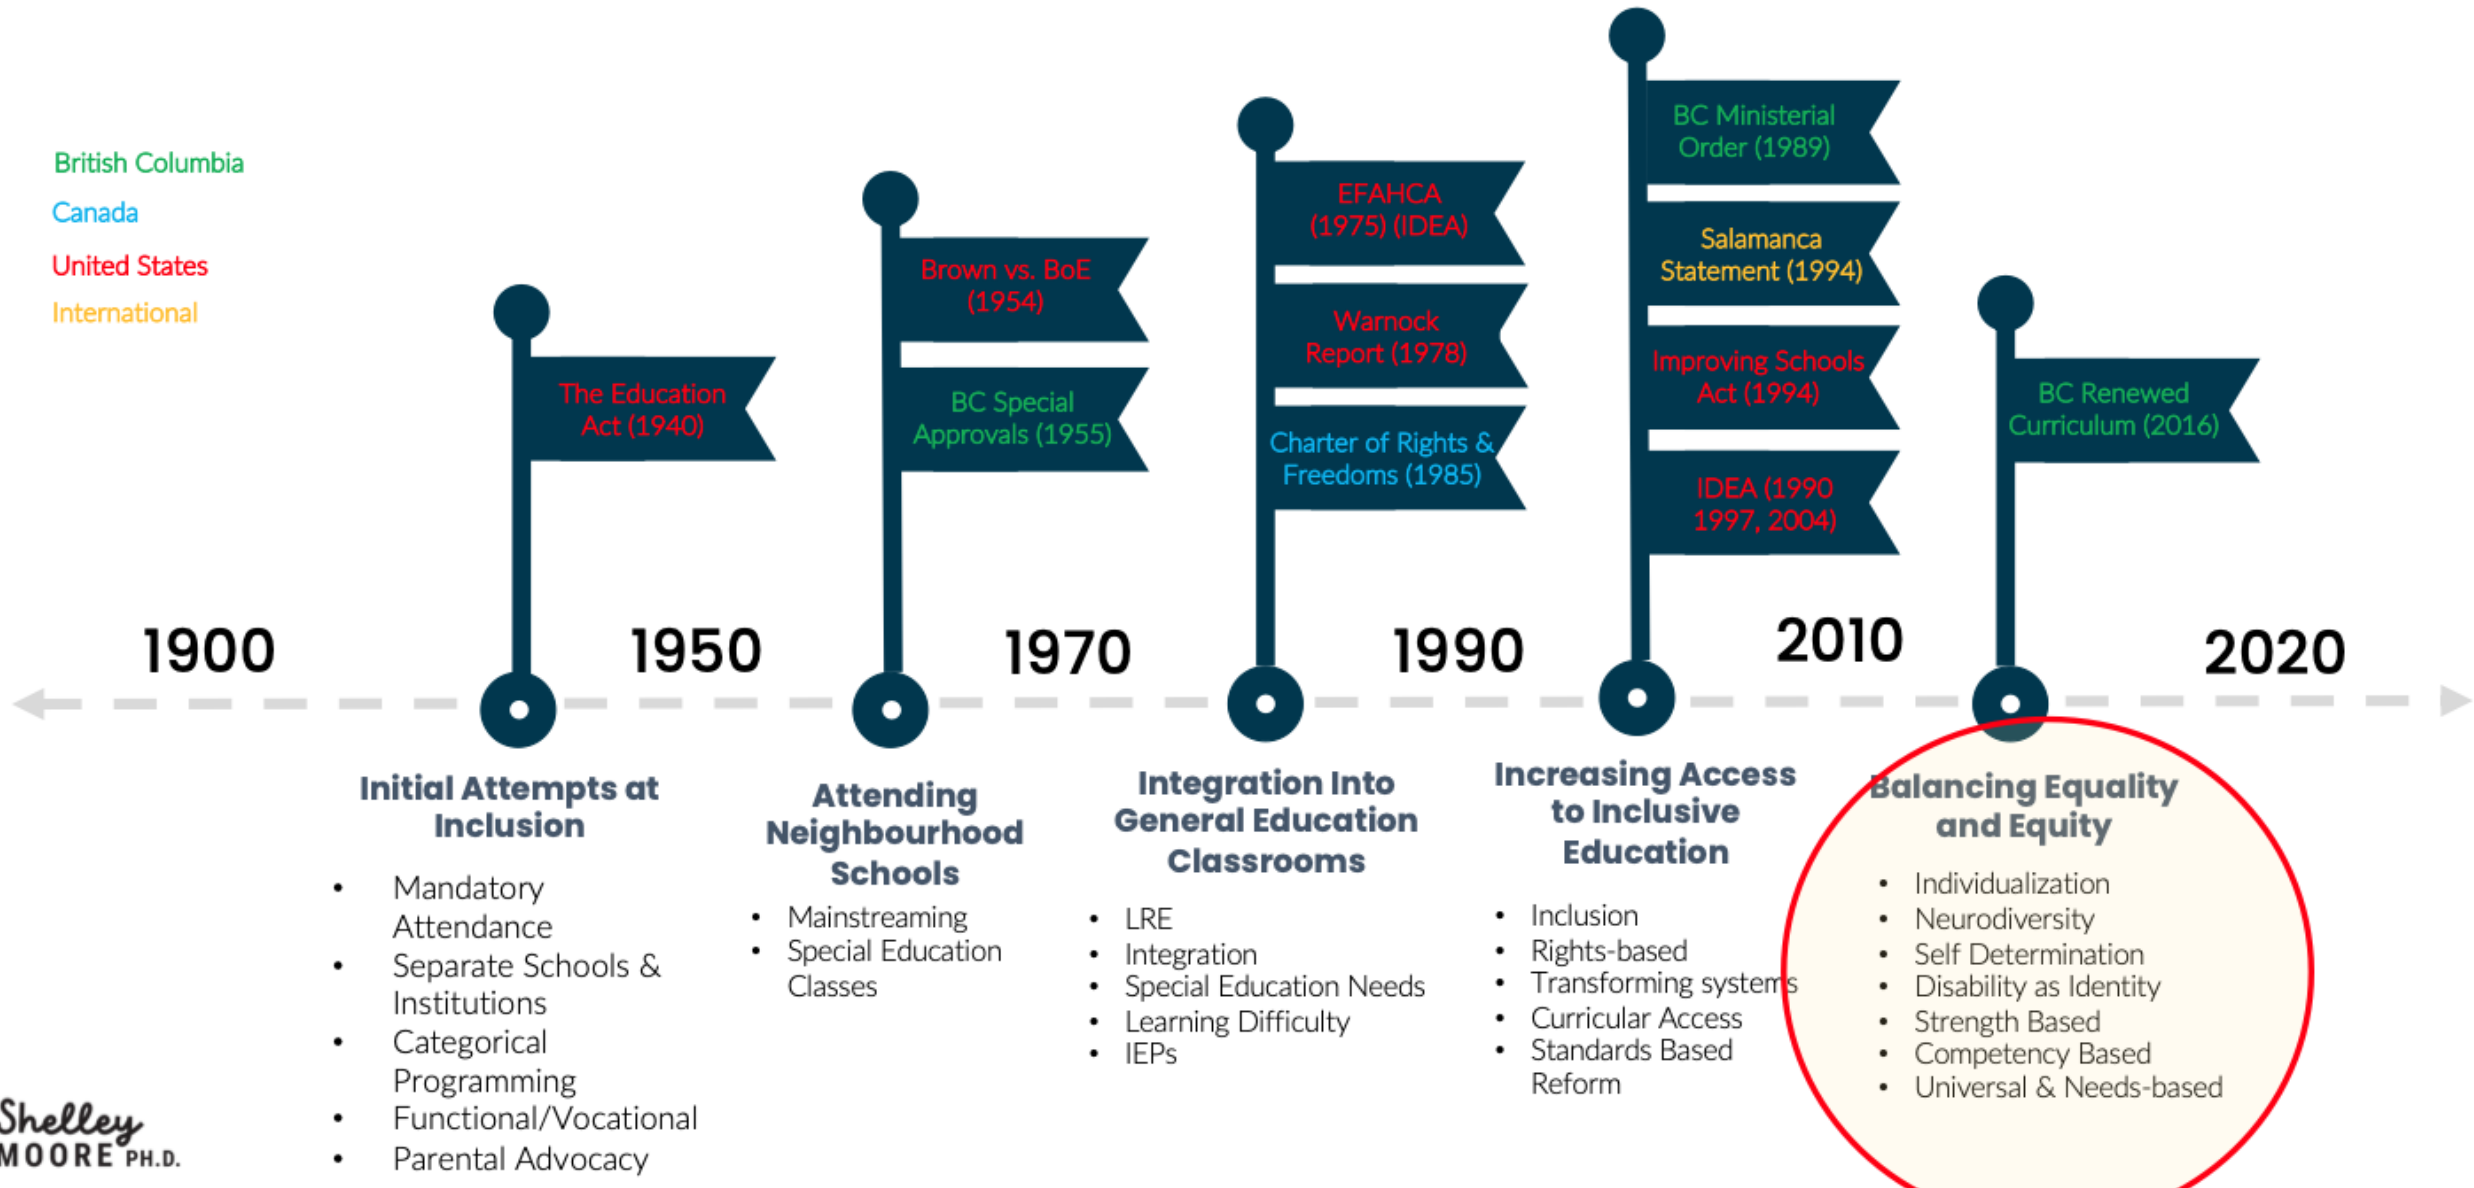 British Columbia
Canada
United States
International
The Education
Act (1940)
Brown vs. BoE
(1954)
BC Special
Approvals (1955)
EFAHCA
(1975) (IDEA)
Warnock
Report (1978)
Charter of Rights &
Freedoms (1985)
BC Ministerial
Order (1989)
Salamanca
Statement (1994)
Improving Schools
Act (1994)
IDEA (1990
1997, 2004)
BC Renewed
Curriculum (2016)
1900
1950
1970
1990
2010
2020
Initial Attempts at
Inclusion
• Mandatory
Attendance
• Separate Schools &
Institutions
• Categorical
Programming
• Functional/Vocational
• Parental Advocacy
Attending
Neighbourhood
Schools
• Mainstreaming
• Special Education
Classes
Integration Into
General Education
Classrooms
• LRE
• Integration
• Special Education Needs
• Learning Difficulty
• IEPs
Increasing Access
to Inclusive
Education
• Inclusion
• Rights-based
• Transforming systems
• Curricular Access
• Standards Based
Reform
Balancing Equality
and Equity
• Individualization
• Neurodiversity
• Self Determination
• Disability as Identity
• Strength Based
• Competency Based
• Universal & Needs-based
Shelley
MOORE PH.D.